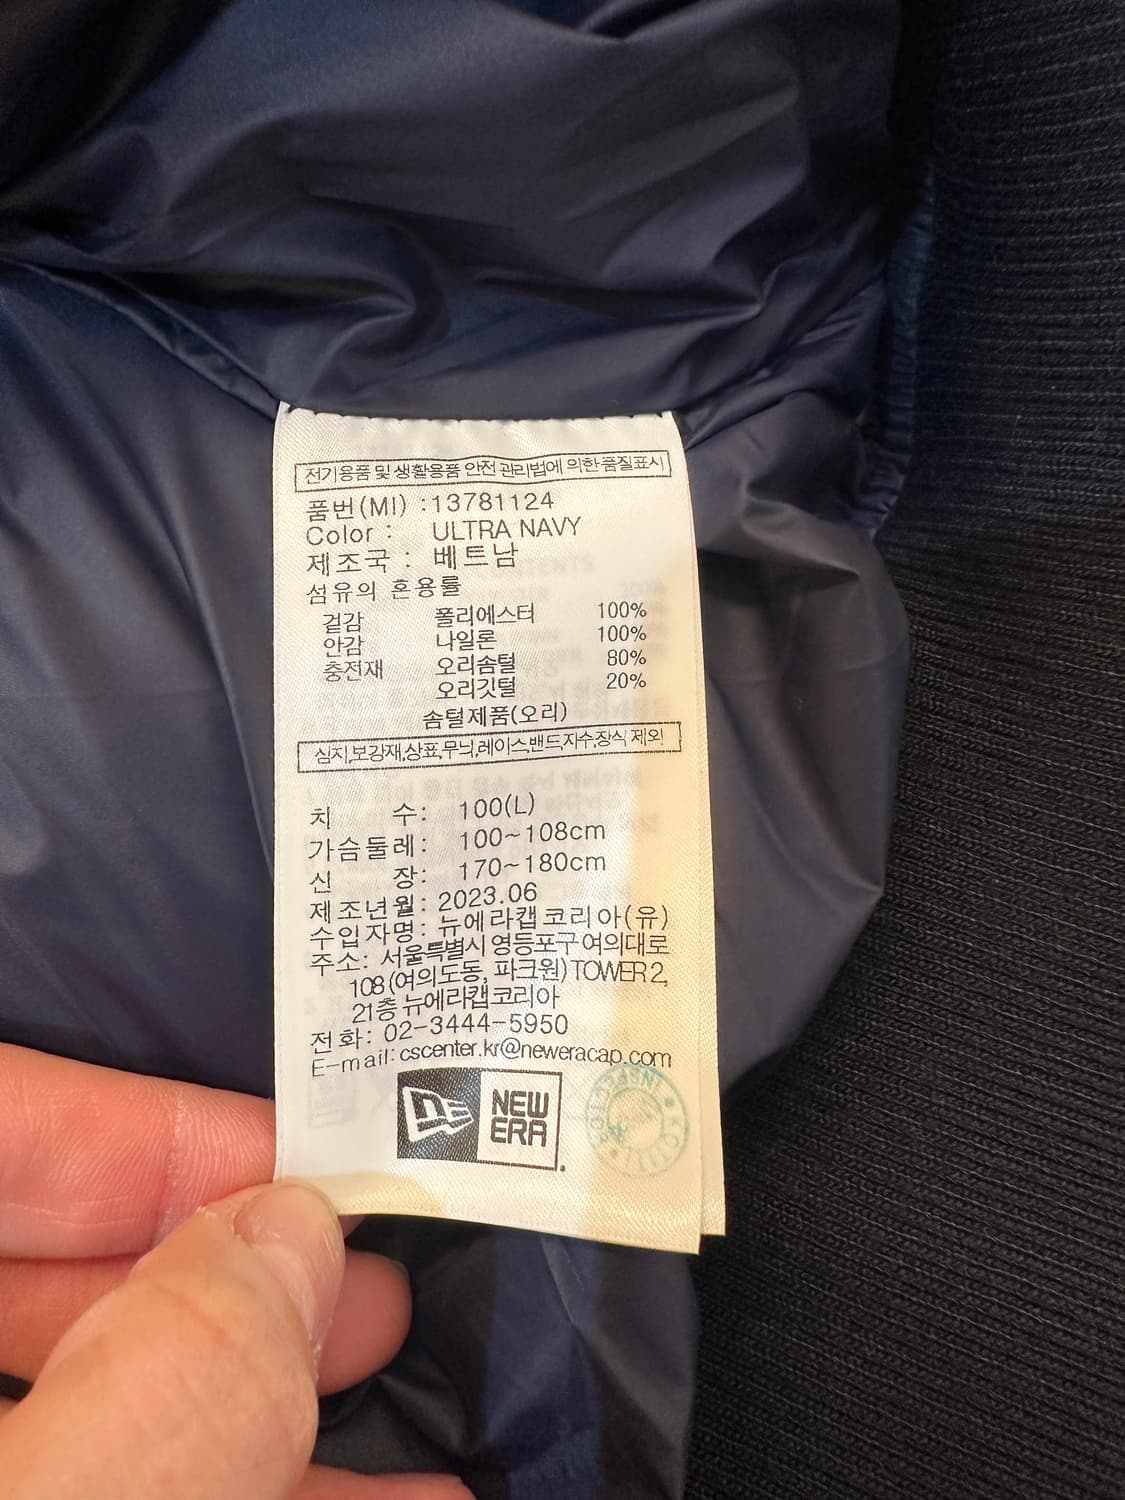 전기용품 및 생활용품 안전 관리법에 의한 품질표시
품번(MI) :13781124
Color : ULTRA NAVY
제조국 : 베트남
섬유의 혼용률
겉감 폴리에스터 100%
안감 나일론 100%
충전재 오리솜털 80%
오리깃털 20%
솜털제품(오리)
심지,보강재,상표,무늬,레이스,밴드,자수,장식 제외
치 수: 100(L)
가슴둘레: 100~108cm
신 장: 170~180cm
제조년월: 2023.06
수입자명: 뉴에라캡코리아(유)
주소: 서울특별시 영등포구 여의대로
108 (여의도동, 파크원) TOWER 2,
21층 뉴에라캡코리아
전화: 02-3444-5950
E-mail: cscenter.kr@neweracap.com
NEW
ERA
INSPECTOR